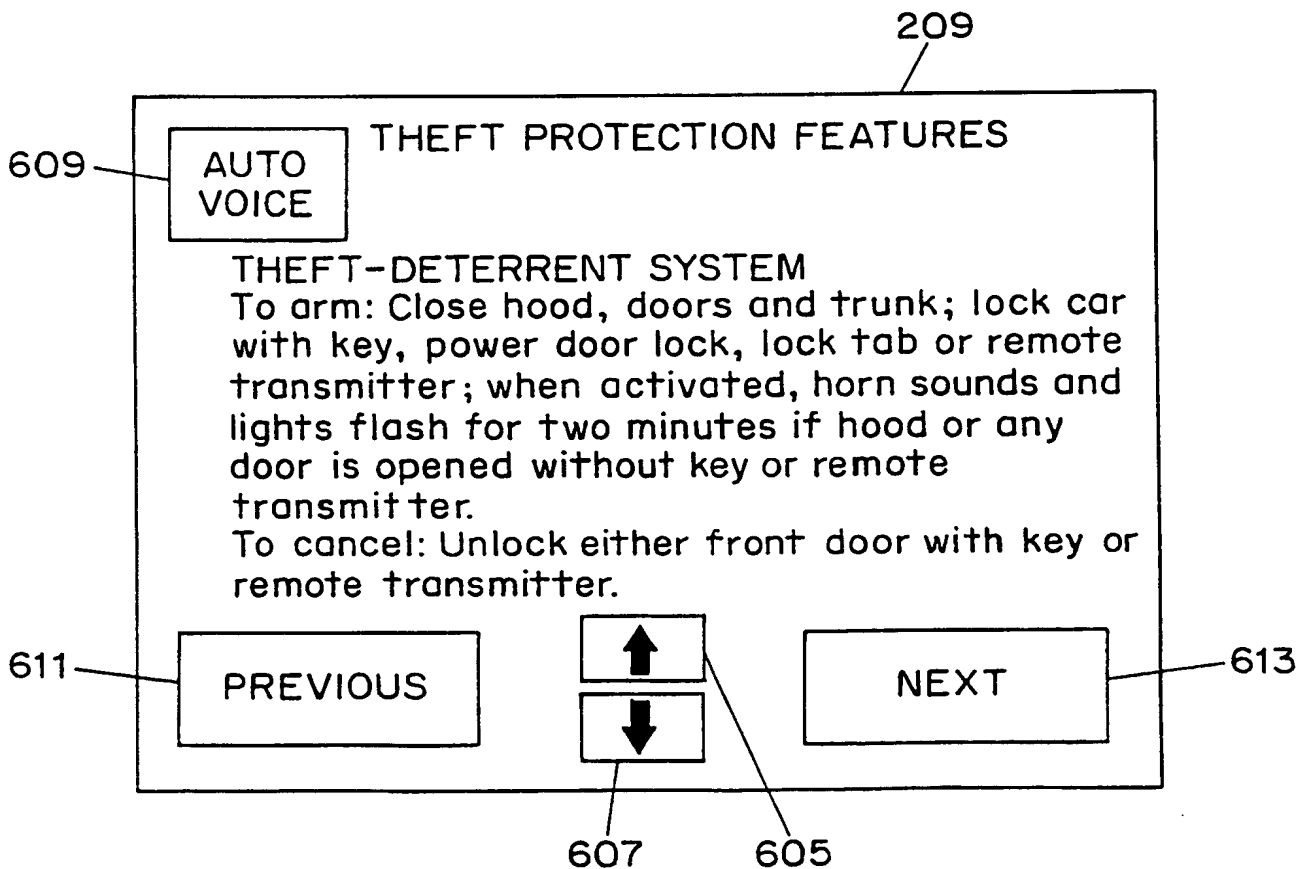 209
THEFT PROTECTION FEATURES
609
AUTO
VOICE
THEFT-DETERRENT SYSTEM
To arm: Close hood, doors and trunk; lock car
with key, power door lock, lock tab or remote
transmitter; when activated, horn sounds and
lights flash for two minutes if hood or any
door is opened without key or remote
transmitter.
To cancel: Unlock either front door with key or
remote transmitter.
611
PREVIOUS
NEXT
613
607
605